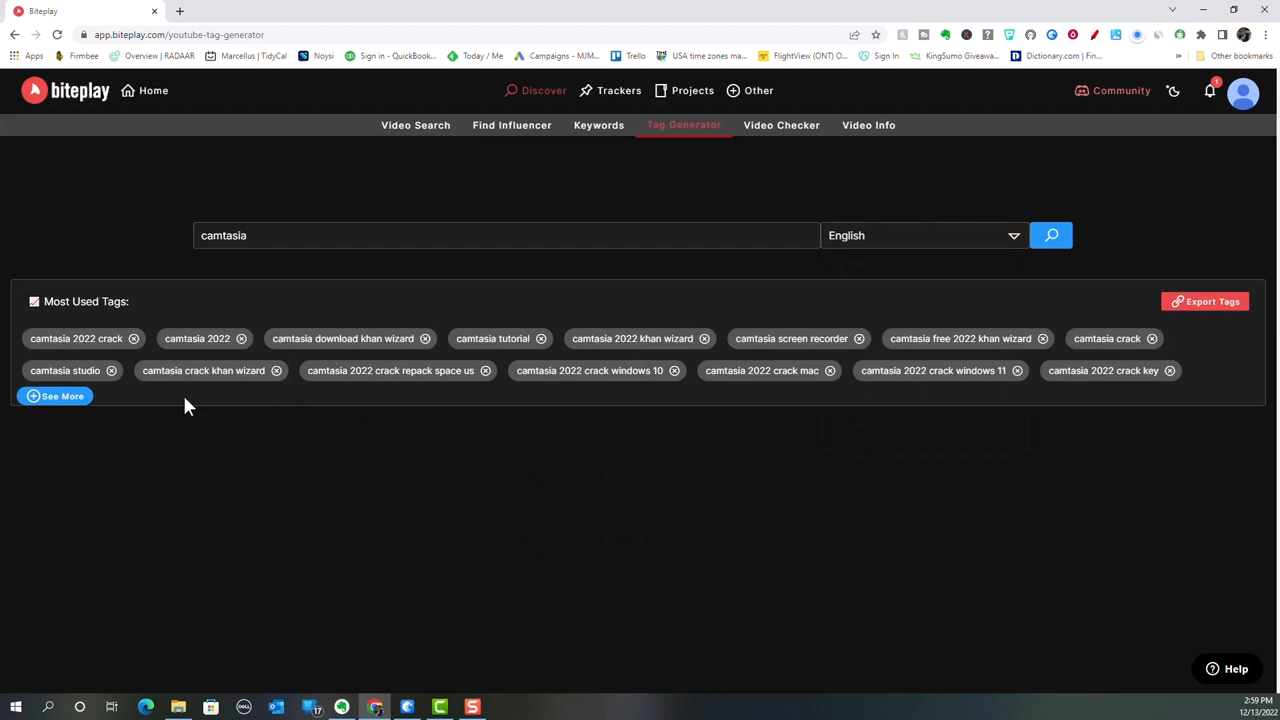 Biteplay
app.biteplay.com/youtube-tag-generator
Apps Firmbee Overview | RADAAR Marcellus | TidyCal Noysi Sign in - QuickBook... Today / Me Campaigns – MJM... Trello USA time zones ma... FlightView (ONT) O... Sign In KingSumo Giveawa... Dictionary.com | Fin... » Other bookmarks
biteplay Home Discover Trackers Projects Other Community 1
Video Search Find Influencer Keywords Tag Generator Video Checker Video Info
camtasia English
Most Used Tags: Export Tags
camtasia 2022 crack camtasia 2022 camtasia download khan wizard camtasia tutorial camtasia 2022 khan wizard camtasia screen recorder camtasia free 2022 khan wizard camtasia crack
camtasia studio camtasia crack khan wizard camtasia 2022 crack repack space us camtasia 2022 crack windows 10 camtasia 2022 crack mac camtasia 2022 crack windows 11 camtasia 2022 crack key
See More
Help
DELL 17 2:59 PM
12/13/2022